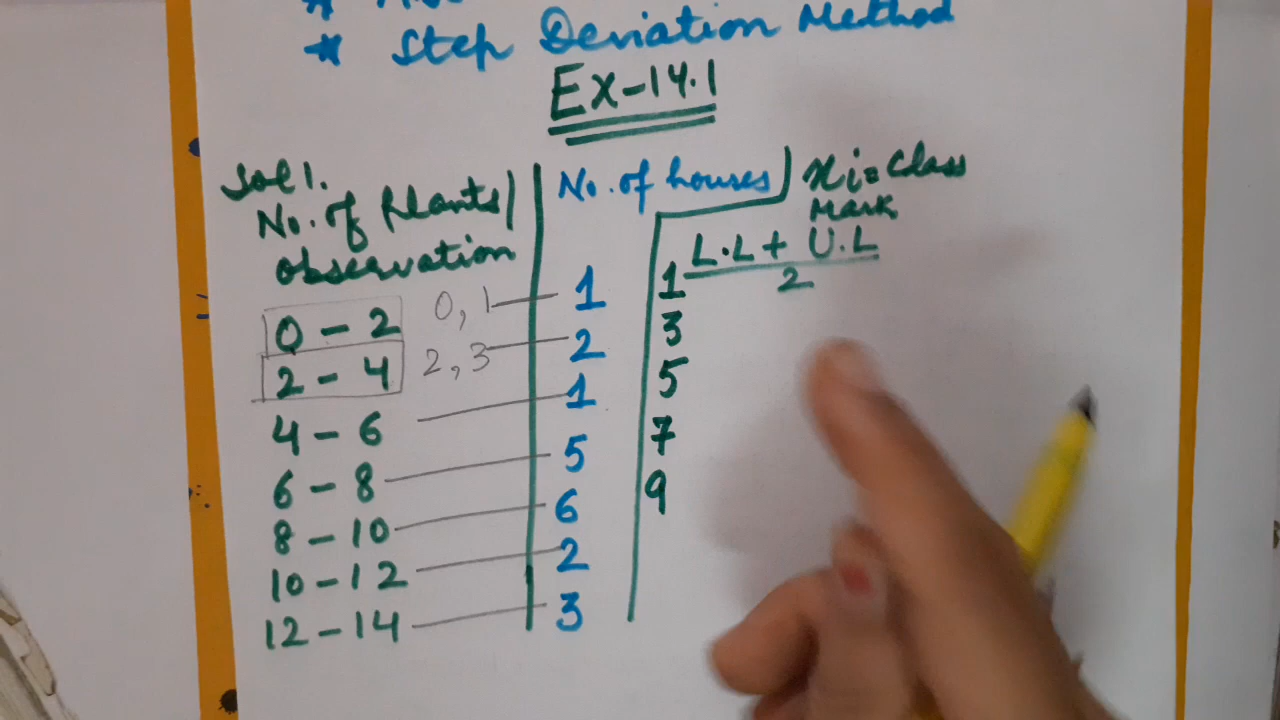 * Step Deviation Method
Ex-14.1
Sol 1.
No. of Plants/ observation
No. of houses
xi = Class Mark
L.L + U.L
2
0 - 2 0, 1 1 1
2 - 4 2, 3 2 3
4 - 6 1 5
6 - 8 5 7
8 - 10 6 9
10 - 12 2
12 - 14 3